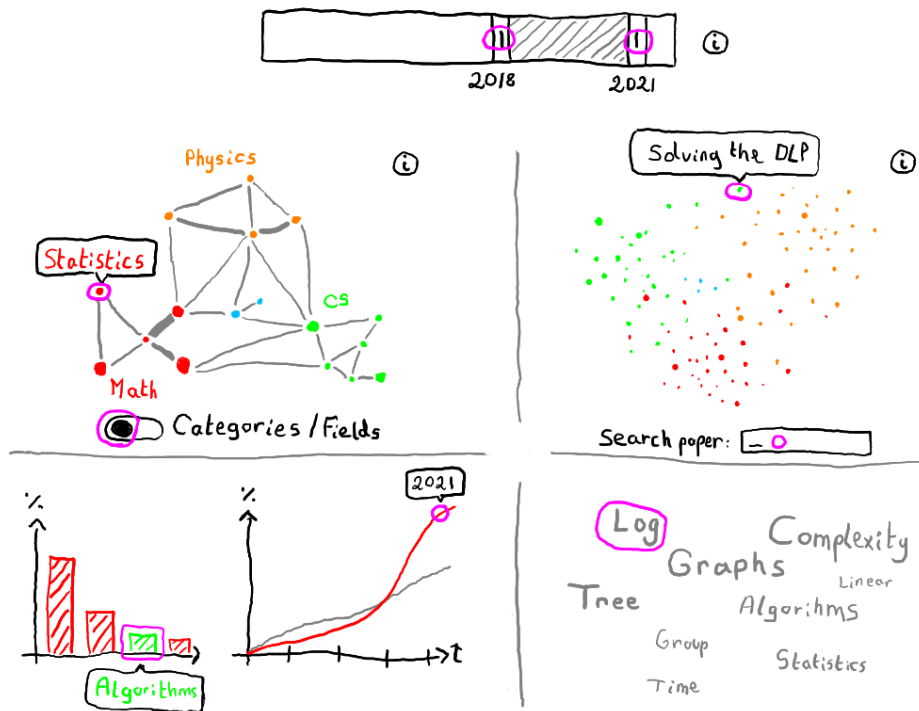 i
2018
2021
Physics
i
Statistics
CS
Math
Categories / Fields
Solving the DLP
i
Search paper: _
%
Algorithms
%
2021
t
Log
Complexity
Graphs
Linear
Tree
Algorithms
Group
Statistics
Time